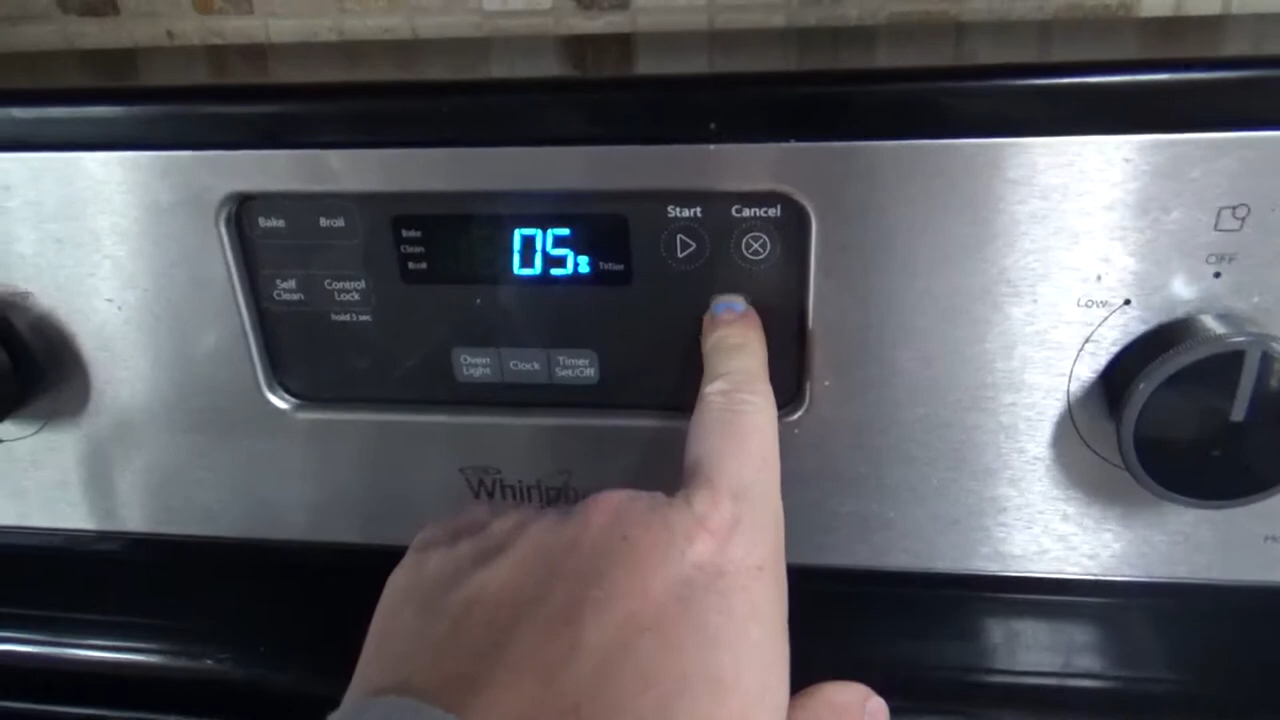 Start
Cancel
Bake
Broil
Bake
Clean
Broil
05
Self
Clean
Control
Lock
hold 3 sec
Oven
Light
Clock
Timer
Set/Off
OFF
Low